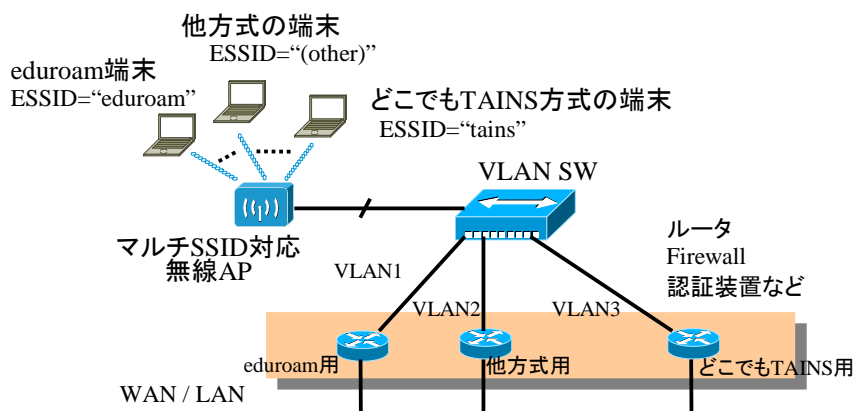 他方式の端末
ESSID=“(other)”
eduroam端末
ESSID=“eduroam”
どこでもTAINS方式の端末
ESSID=“tains”
VLAN SW
マルチSSID対応
無線AP
ルータ
Firewall
認証装置など
VLAN1
VLAN2
VLAN3
eduroam用
他方式用
どこでもTAINS用
WAN / LAN